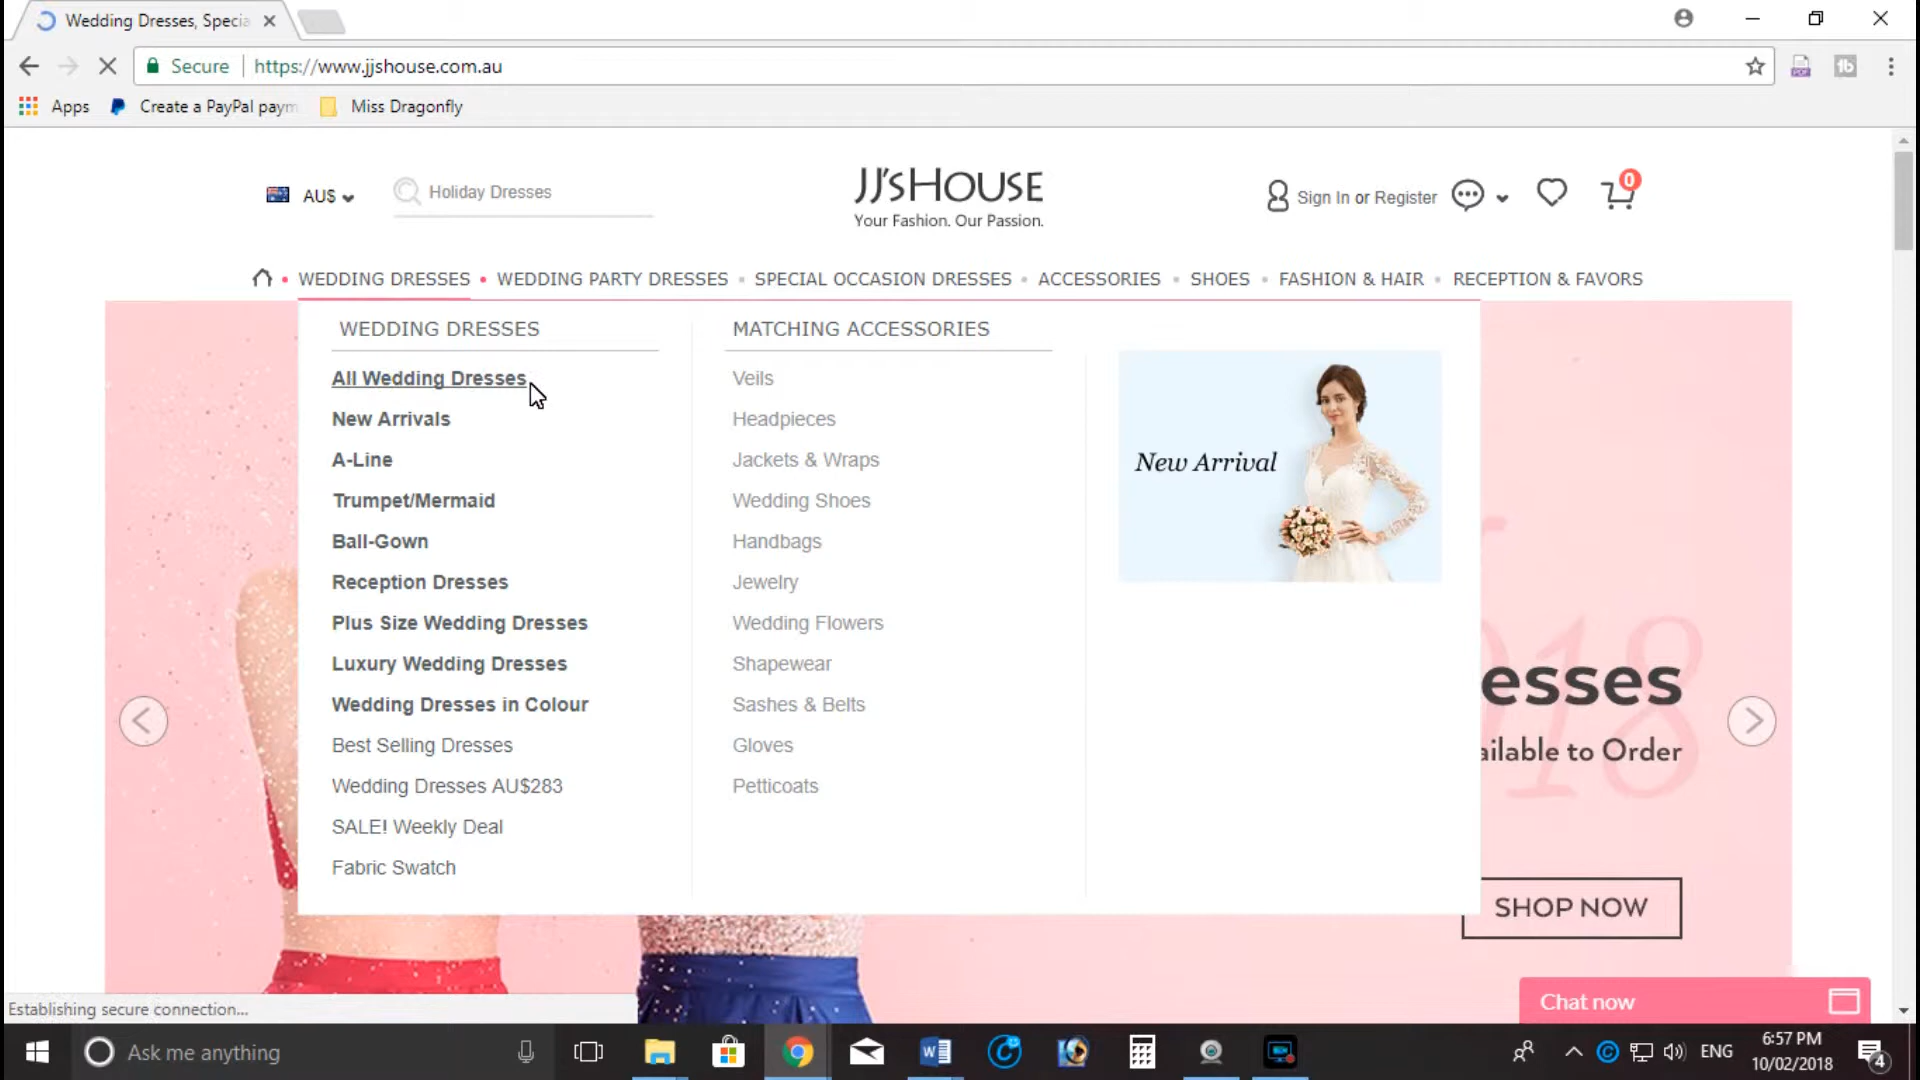 Wedding Dresses, Specia
Secure
https://www.jjshouse.com.au
Apps
Create a PayPal paym
Miss Dragonfly
AU$
Holiday Dresses
JJ'sHOUSE
Your Fashion. Our Passion.
Sign In or Register
0
WEDDING DRESSES
WEDDING PARTY DRESSES
SPECIAL OCCASION DRESSES
ACCESSORIES
SHOES
FASHION & HAIR
RECEPTION & FAVORS
WEDDING DRESSES
All Wedding Dresses
New Arrivals
A-Line
Trumpet/Mermaid
Ball-Gown
Reception Dresses
Plus Size Wedding Dresses
Luxury Wedding Dresses
Wedding Dresses in Colour
Best Selling Dresses
Wedding Dresses AU$283
SALE! Weekly Deal
Fabric Swatch
MATCHING ACCESSORIES
Veils
Headpieces
Jackets & Wraps
Wedding Shoes
Handbags
Jewelry
Wedding Flowers
Shapewear
Sashes & Belts
Gloves
Petticoats
New Arrival
esses
ailable to Order
SHOP NOW
Chat now
Establishing secure connection...
Ask me anything
ENG
6:57 PM
10/02/2018
4